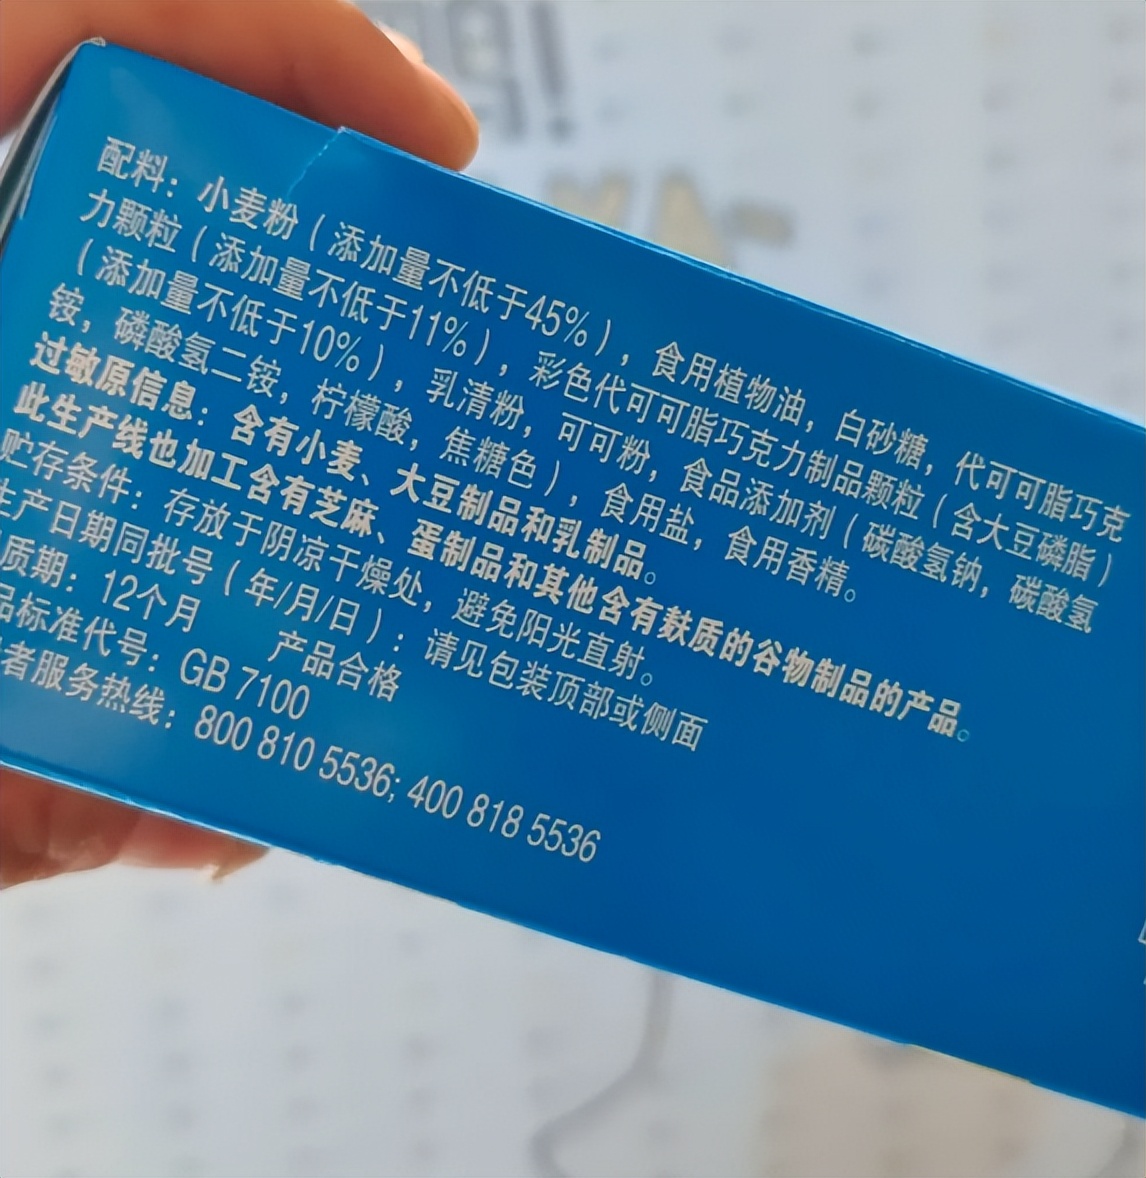 配料：小麦粉（添加量不低于45%），食用植物油，白砂糖，代可可脂巧克
力颗粒（添加量不低于11%），彩色代可可脂巧克力制品颗粒（含大豆磷脂）
（添加量不低于10%），乳清粉，可可粉，食品添加剂（碳酸氢钠，碳酸氢
铵，磷酸氢二铵，柠檬酸，焦糖色），食用盐，食用香精。
过敏原信息：含有小麦、大豆制品和乳制品。
此生产线也加工含有芝麻、蛋制品和其他含有麸质的谷物制品的产品。
贮存条件：存放于阴凉干燥处，避免阳光直射。
生产日期同批号（年/月/日）：请见包装顶部或侧面
质期：12个月 产品合格
品标准代号：GB 7100
者服务热线：800 810 5536; 400 818 5536